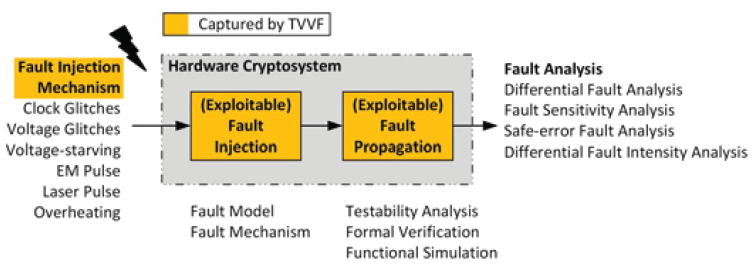 Captured by TVVF
Fault Injection
Mechanism
Clock Glitches
Voltage Glitches
Voltage-starving
EM Pulse
Laser Pulse
Overheating
Hardware Cryptosystem
(Exploitable)
Fault
Injection
(Exploitable)
Fault
Propagation
Fault Model
Fault Mechanism
Testability Analysis
Formal Verification
Functional Simulation
Fault Analysis
Differential Fault Analysis
Fault Sensitivity Analysis
Safe-error Fault Analysis
Differential Fault Intensity Analysis